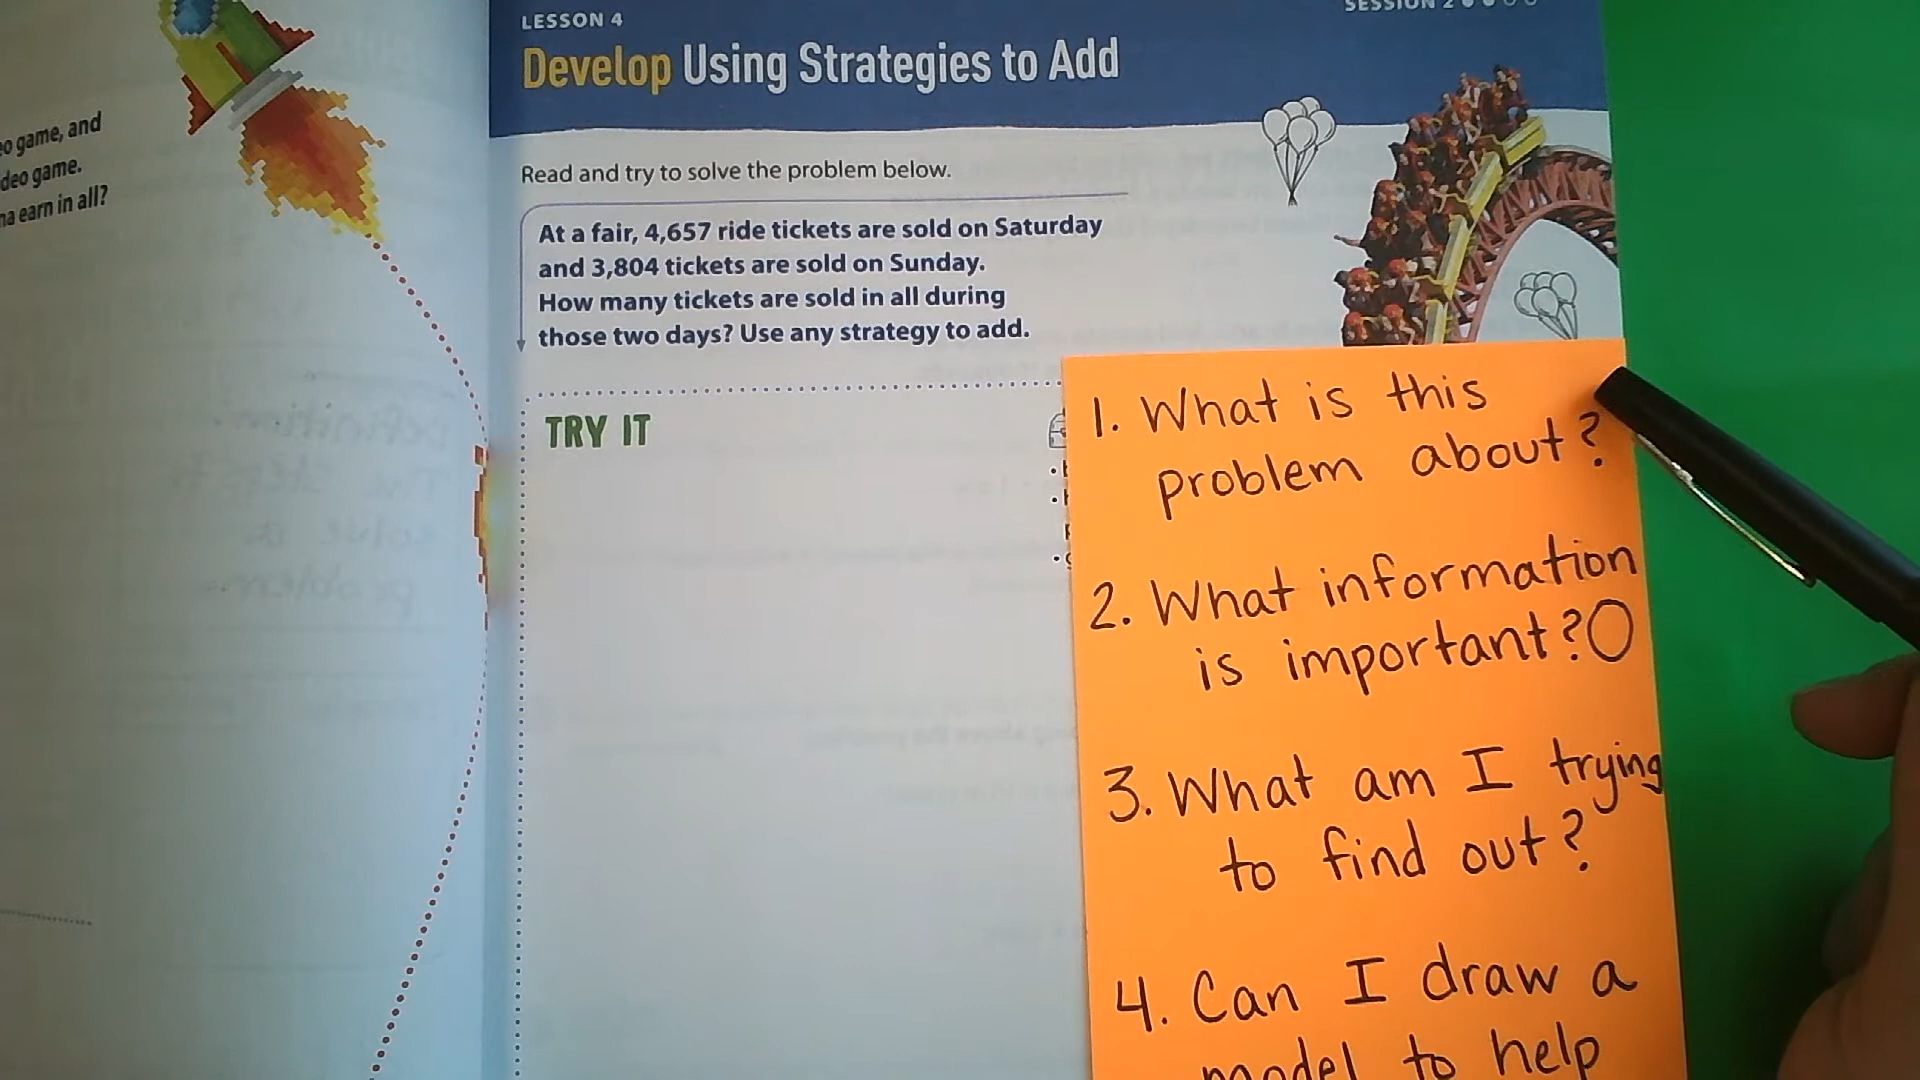 eo game, and
deo game.
na earn in all?
LESSON 4
SESSION 2
Develop Using Strategies to Add
Read and try to solve the problem below.
At a fair, 4,657 ride tickets are sold on Saturday
and 3,804 tickets are sold on Sunday.
How many tickets are sold in all during
those two days? Use any strategy to add.
TRY IT
1. What is this
problem about?
2. What information
is important?
3. What am I trying
to find out?
4. Can I draw a
model to help